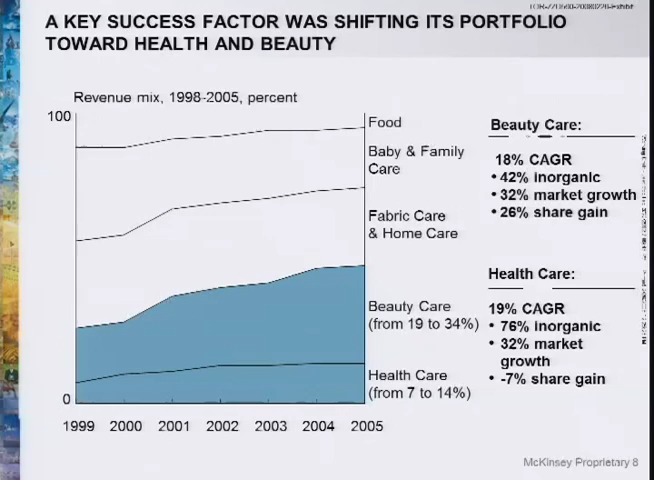 A KEY SUCCESS FACTOR WAS SHIFTING ITS PORTFOLIO
TOWARD HEALTH AND BEAUTY
Revenue mix, 1998-2005, percent
100
0
Food
Baby & Family
Care
Fabric Care
& Home Care
Beauty Care
(from 19 to 34%)
Health Care
(from 7 to 14%)
1999 2000 2001 2002 2003 2004 2005
Beauty Care:
18% CAGR
• 42% inorganic
• 32% market growth
• 26% share gain
Health Care:
19% CAGR
• 76% inorganic
• 32% market
growth
• -7% share gain
McKinsey Proprietary 8